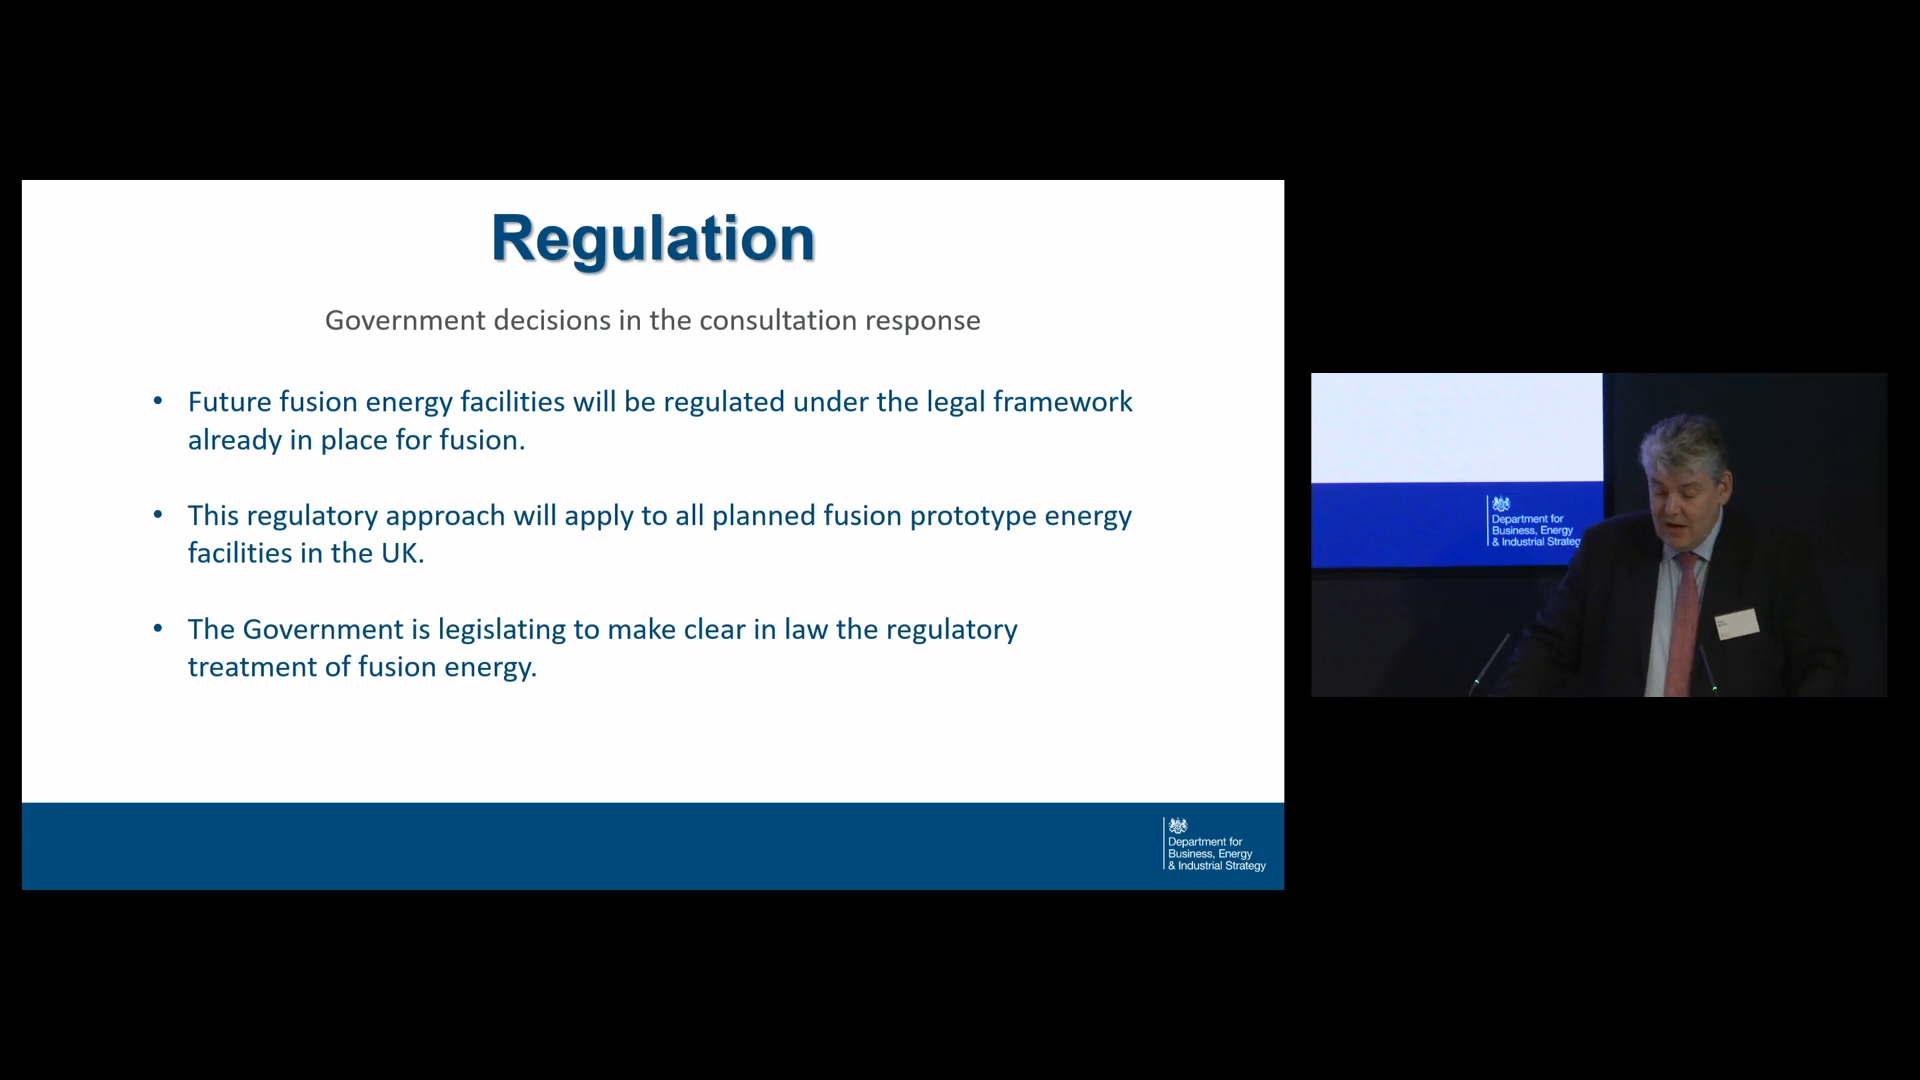 Regulation
Government decisions in the consultation response
• Future fusion energy facilities will be regulated under the legal framework
already in place for fusion.
• This regulatory approach will apply to all planned fusion prototype energy
facilities in the UK.
• The Government is legislating to make clear in law the regulatory
treatment of fusion energy.
Department for
Business, Energy
& Industrial Strategy
Department for
Business, Energy
& Industrial Strateg